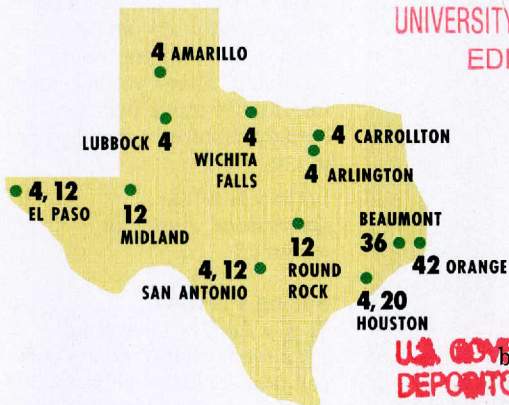 UNIVERSITY
EDI
4 AMARILLO
LUBBOCK 4
4
WICHITA
FALLS
4 CARROLLTON
4 ARLINGTON
4, 12
EL PASO
12
MIDLAND
BEAUMONT
36
42 ORANGE
12
ROUND
ROCK
4, 12
SAN ANTONIO
4, 20
HOUSTON
U.S. GOVE
b
DEPOSITO